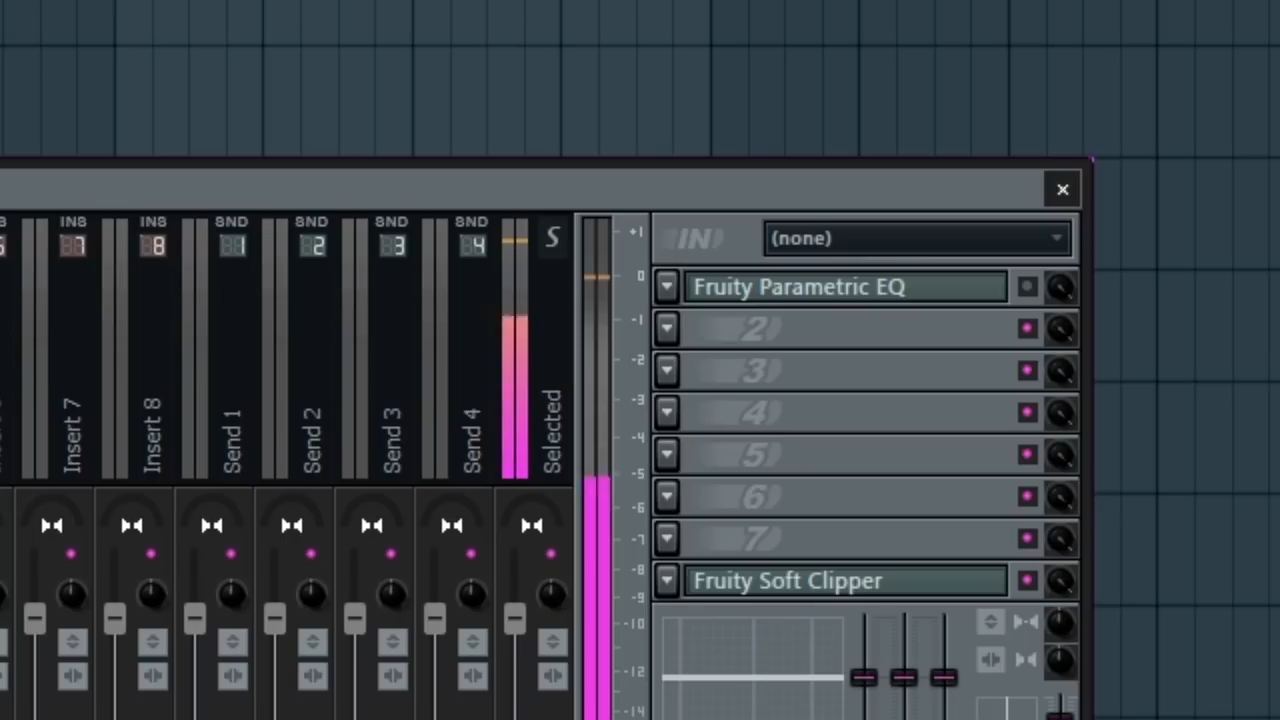 INS INS SND SND SND SND S
7 8 1 2 3 4
Insert 7
Insert 8
Send 1
Send 2
Send 3
Send 4
Selected
+1
0
-1
-2
-3
-4
-5
-6
-7
-8
-9
-10
-12
-14
IN (none)
Fruity Parametric EQ
2
3
4
5
6
7
Fruity Soft Clipper